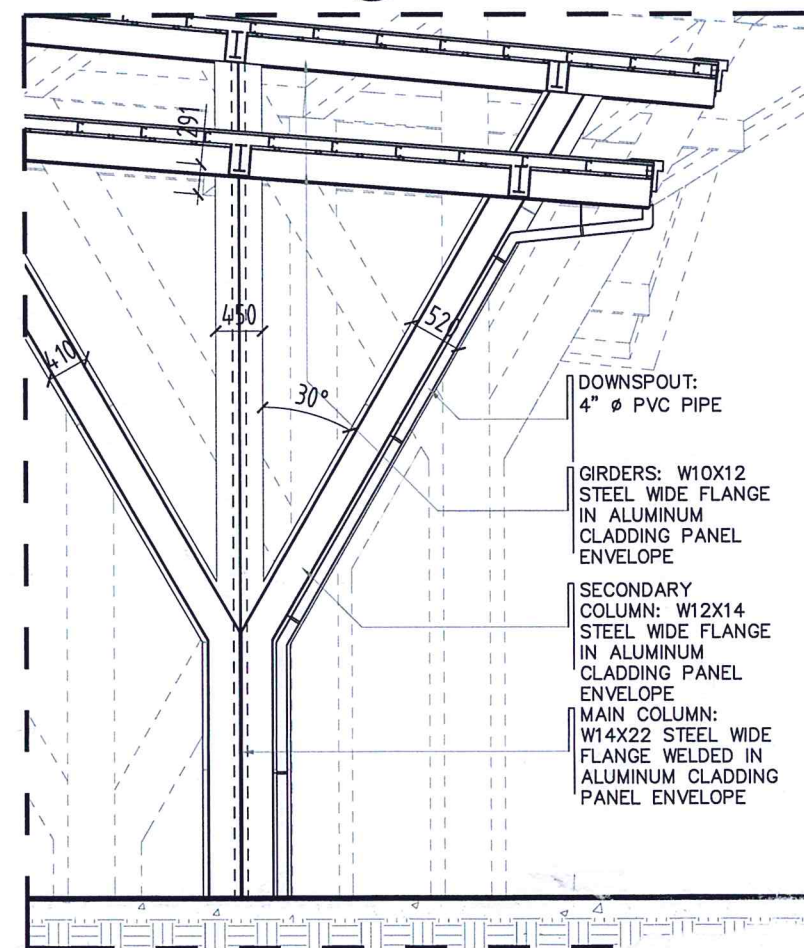 291
450
520
410
30°
DOWNSPOUT:
4" Ø PVC PIPE
GIRDERS: W10X12
STEEL WIDE FLANGE
IN ALUMINUM
CLADDING PANEL
ENVELOPE
SECONDARY
COLUMN: W12X14
STEEL WIDE FLANGE
IN ALUMINUM
CLADDING PANEL
ENVELOPE
MAIN COLUMN:
W14X22 STEEL WIDE
FLANGE WELDED IN
ALUMINUM CLADDING
PANEL ENVELOPE